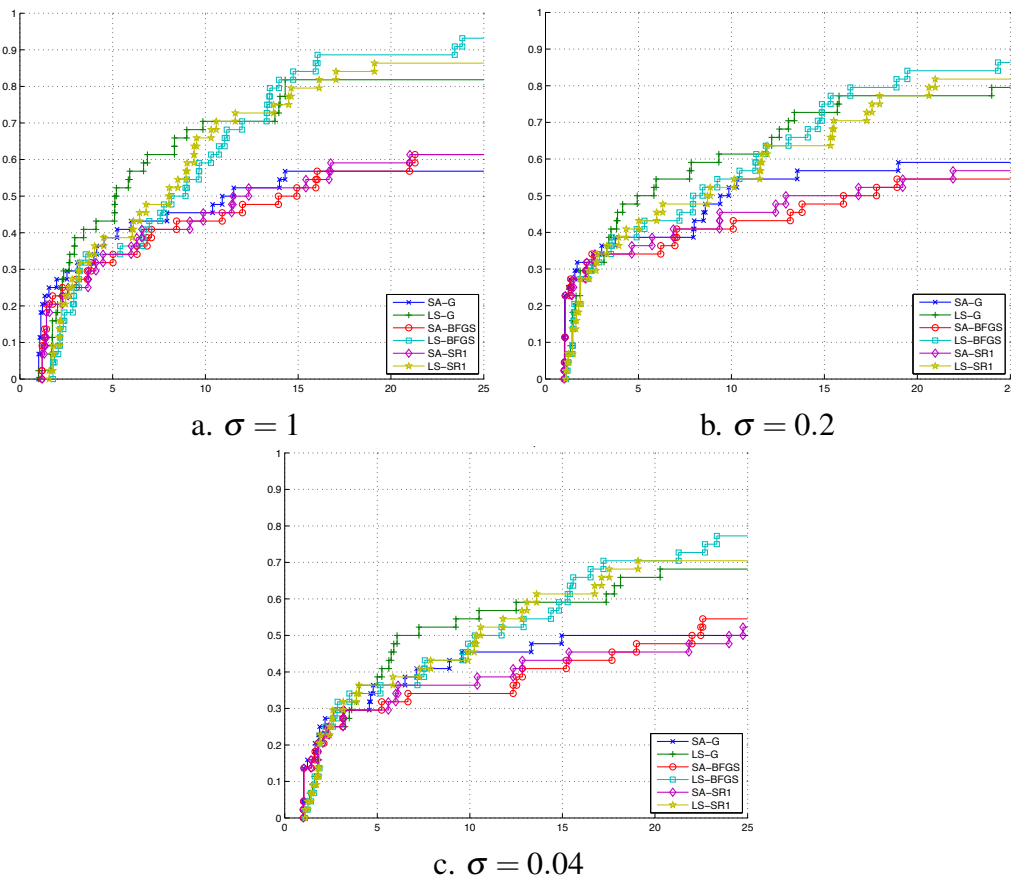 1
0.9
0.8
0.7
0.6
0.5
0.4
0.3
0.2
0.1
0
0 5 10 15 20 25
SA−G
LS−G
SA−BFGS
LS−BFGS
SA−SR1
LS−SR1
a. σ = 1
1
0.9
0.8
0.7
0.6
0.5
0.4
0.3
0.2
0.1
0
0 5 10 15 20 25
SA−G
LS−G
SA−BFGS
LS−BFGS
SA−SR1
LS−SR1
b. σ = 0.2
1
0.9
0.8
0.7
0.6
0.5
0.4
0.3
0.2
0.1
0
0 5 10 15 20 25
SA−G
LS−G
SA−BFGS
LS−BFGS
SA−SR1
LS−SR1
c. σ = 0.04